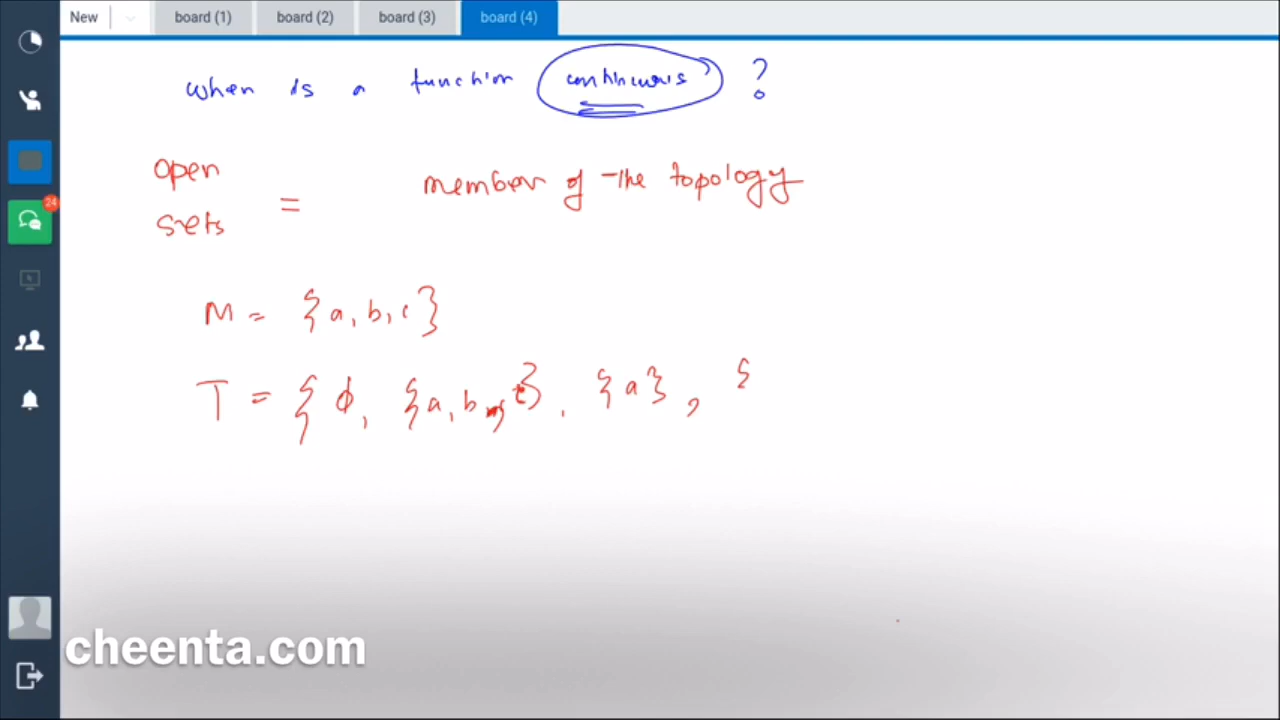 New board (1) board (2) board (3) board (4)
when is a function continuous ?
open
sets = member of the topology
24
M = {a, b, c}
T = { ϕ, {a, b, c}, {a}, {
cheenta.com